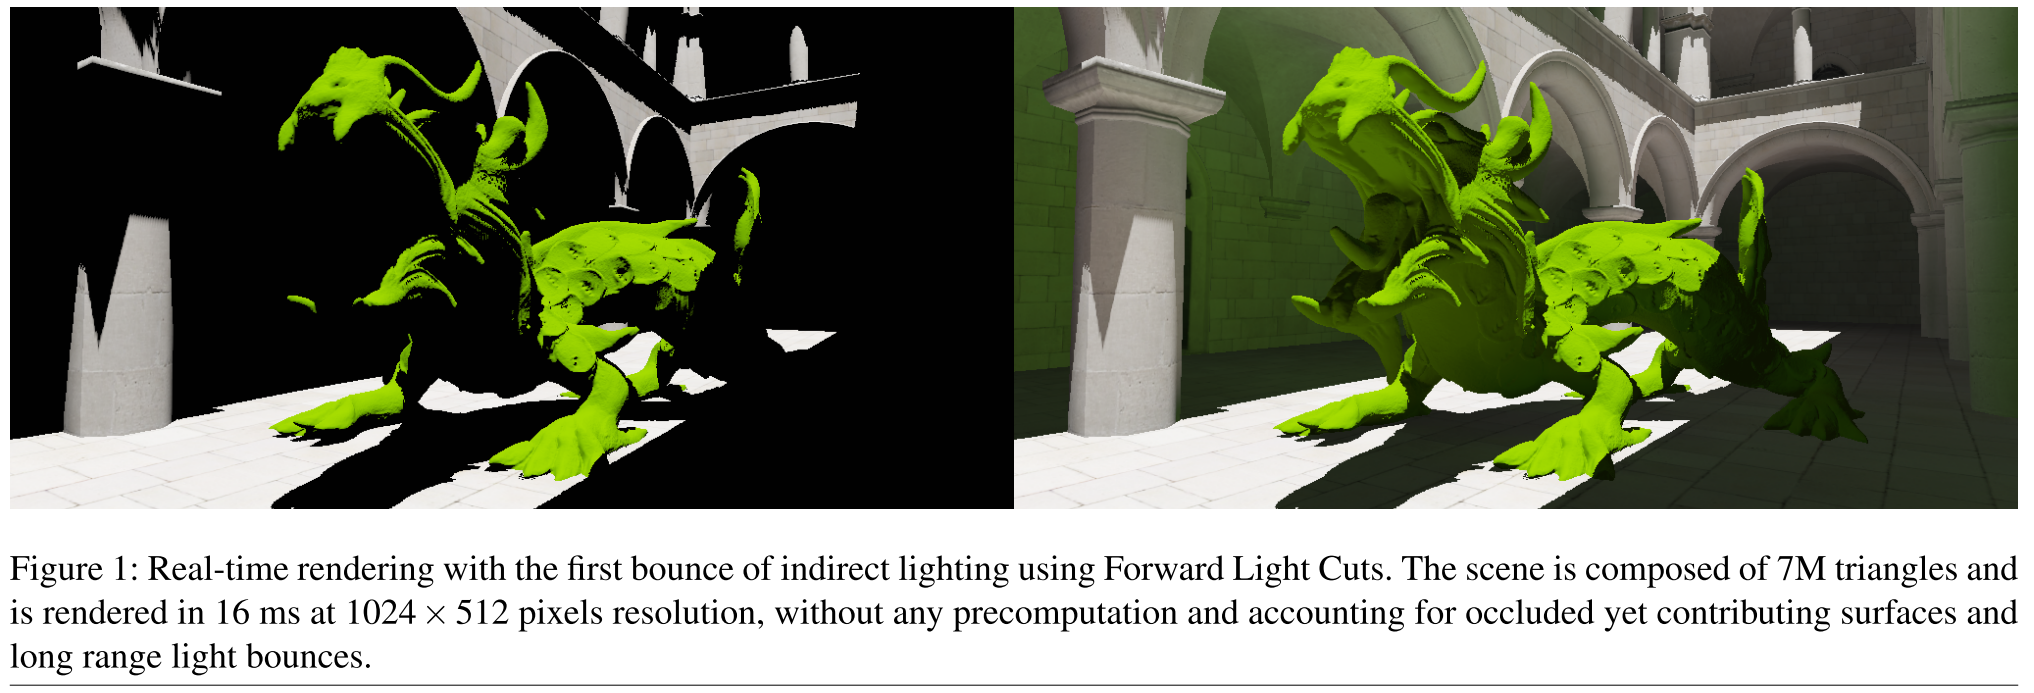 Figure 1: Real-time rendering with the first bounce of indirect lighting using Forward Light Cuts. The scene is composed of 7M triangles and
is rendered in 16 ms at 1024 × 512 pixels resolution, without any precomputation and accounting for occluded yet contributing surfaces and
long range light bounces.